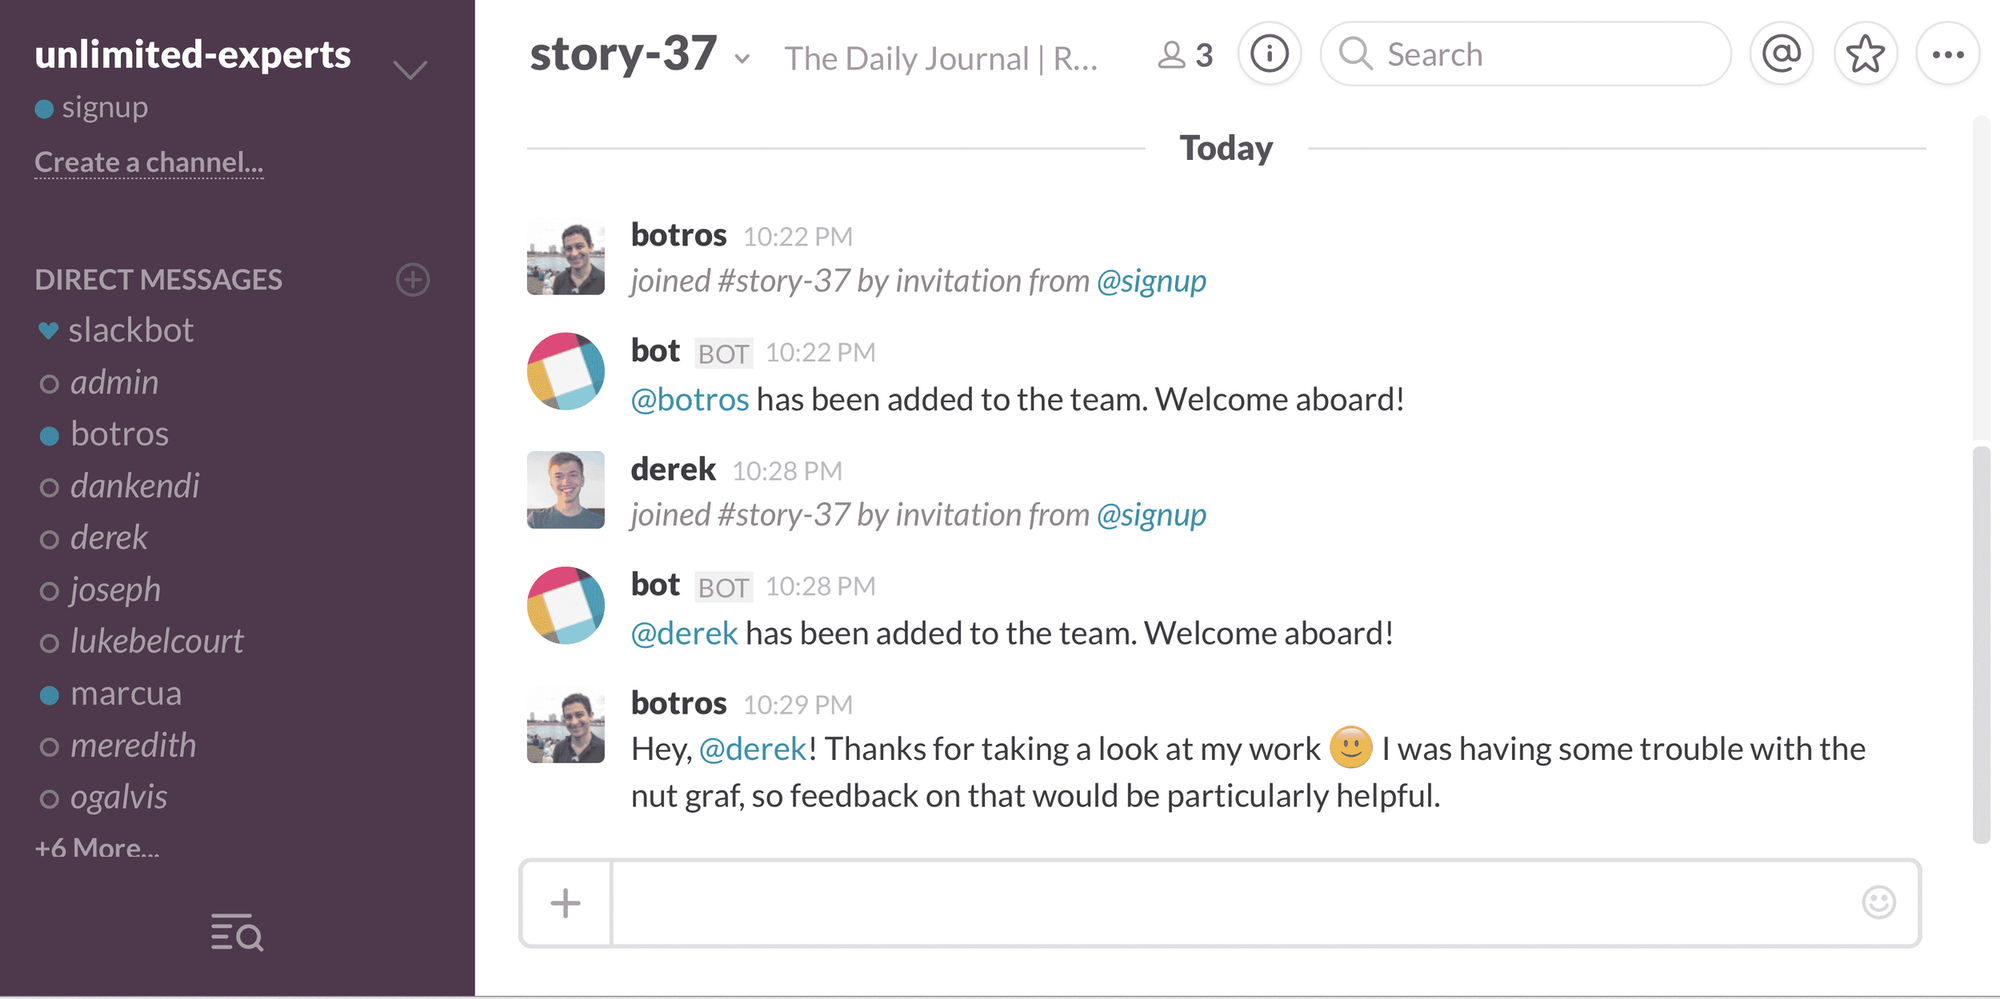 unlimited-experts
signup
Create a channel...
DIRECT MESSAGES
slackbot
admin
botros
dankendi
derek
joseph
lukebelcourt
marcua
meredith
ogalvis
+6 More...
story-37 The Daily Journal | R... 3 Search
Today
botros 10:22 PM
joined #story-37 by invitation from @signup
bot BOT 10:22 PM
@botros has been added to the team. Welcome aboard!
derek 10:28 PM
joined #story-37 by invitation from @signup
bot BOT 10:28 PM
@derek has been added to the team. Welcome aboard!
botros 10:29 PM
Hey, @derek! Thanks for taking a look at my work 🙂 I was having some trouble with the
nut graf, so feedback on that would be particularly helpful.